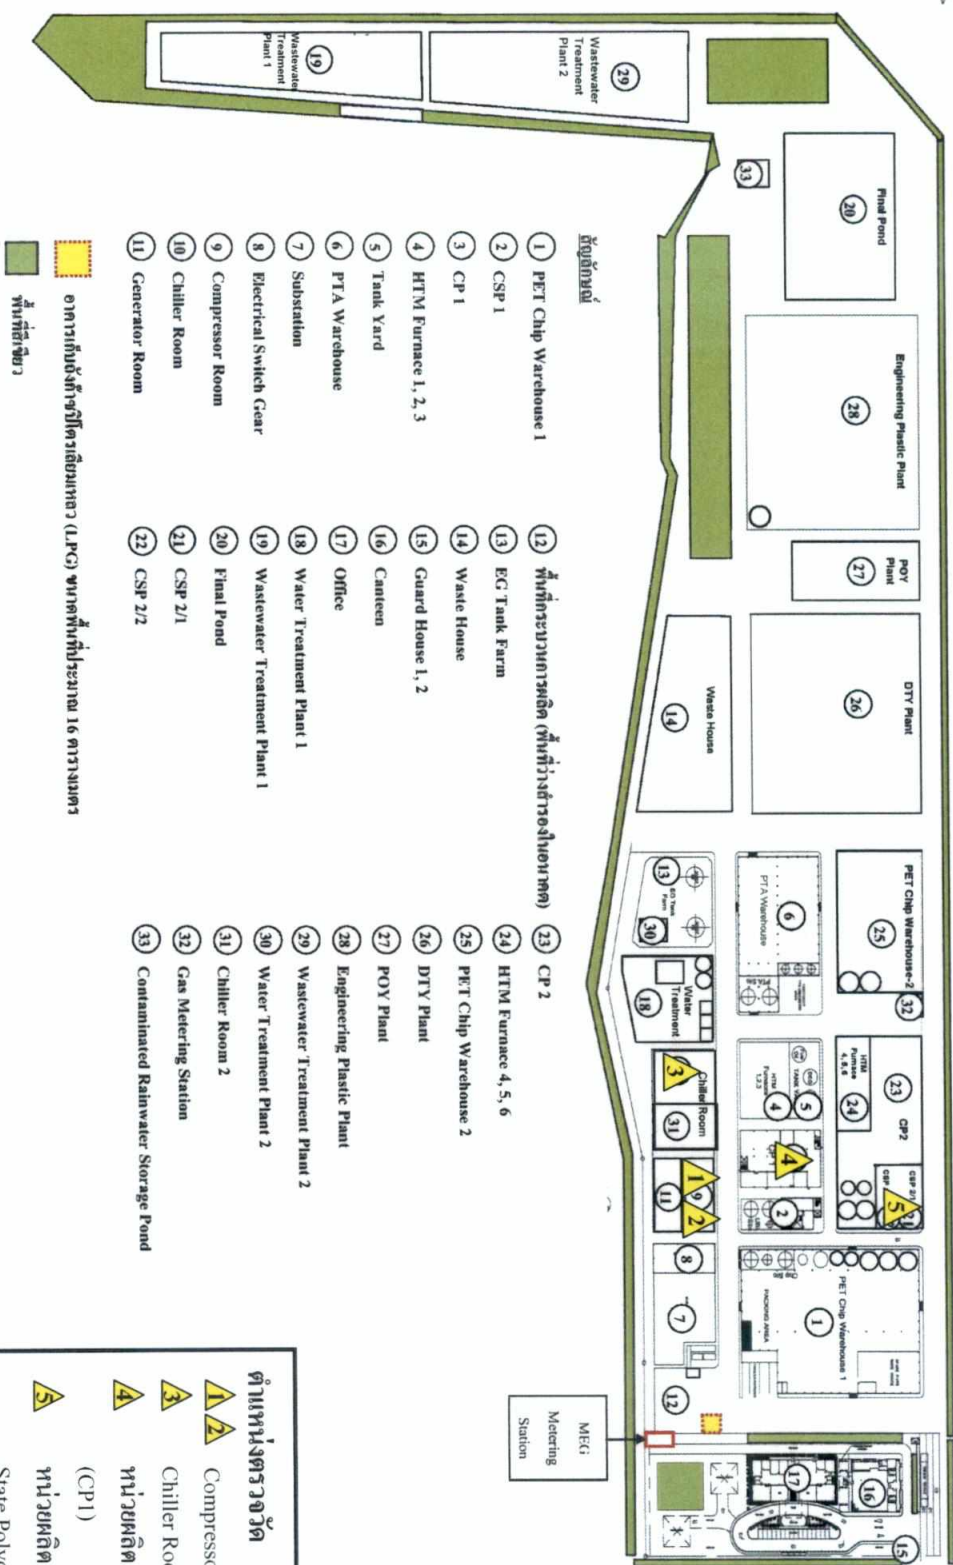 19
Wastewater
Treatment
Plant 1
29
Wastewater
Treatment
Plant 2
33
Final Pond
20
Engineering Plastic Plant
28
POY
Plant
27
DTY Plant
26
Waste House
14
PET Chip Warehouse-2
25
32
6
PTA Warehouse
13
EG Tank
Farm
30
Water
Treatment
18
23
CP2
HTM
Furnace
4, 5, 6
24
CSP 2/1
CSP
5
21
5
4
HTM
Furnace
1,2,3
4
2
Chiller Room
3
31
1
2
9
11
8
7
1
PET Chip Warehouse 1
PACKING AREA
12
MEG
Metering
Station
17
16
15
สัญลักษณ์
1 PET Chip Warehouse 1
2 CSP 1
3 CP 1
4 HTM Furnace 1, 2, 3
5 Tank Yard
6 PTA Warehouse
7 Substation
8 Electrical Switch Gear
9 Compressor Room
10 Chiller Room
11 Generator Room
12 พื้นที่กระบวนการผลิต (พื้นที่ว่างสำรองในอนาคต)
13 EG Tank Farm
14 Waste House
15 Guard House 1, 2
16 Canteen
17 Office
18 Water Treatment Plant 1
19 Wastewater Treatment Plant 1
20 Final Pond
21 CSP 2/1
22 CSP 2/2
23 CP 2
24 HTM Furnace 4, 5, 6
25 PET Chip Warehouse 2
26 DTY Plant
27 POY Plant
28 Engineering Plastic Plant
29 Wastewater Treatment Plant 2
30 Water Treatment Plant 2
31 Chiller Room 2
32 Gas Metering Station
33 Contaminated Rainwater Storage Pond
อาคารเก็บถังก๊าซปิโตรเลียมเหลว (LPG) ขนาดพื้นที่ประมาณ 16 ตารางเมตร
พื้นที่สีเขียว
ตำแหน่งตรวจวัด
1 2 Compresso
3 Chiller Roo
4 หน่วยผลิต
(CP1)
5 หน่วยผลิต
State Poly